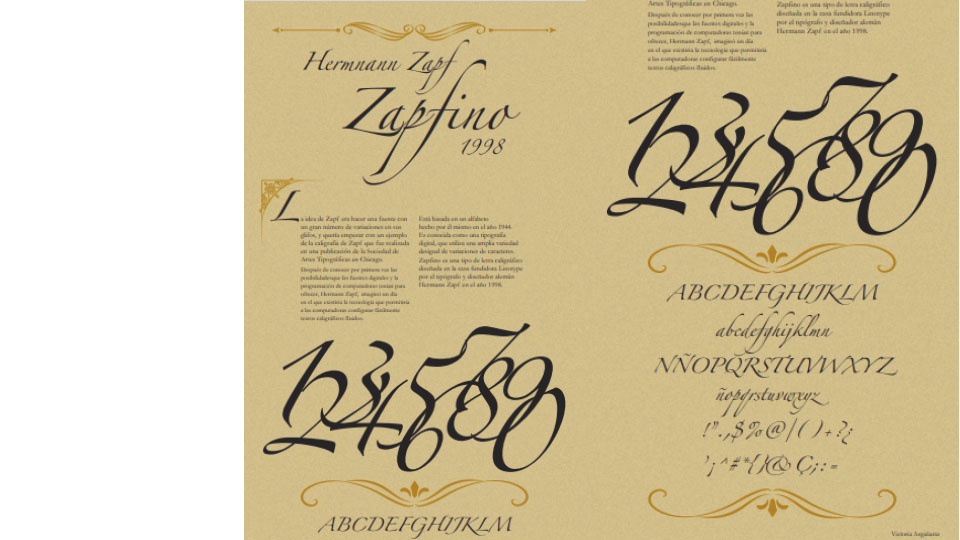 Hermnann Zapf
Zapfino
1998
La idea de Zapf era hacer una fuente con
un gran número de variaciones en sus
glifos, y quería empezar con un ejemplo
de la caligrafía de Zapf que fue realizada
en una publicación de la Sociedad de
Artes Tipográficas en Chicago.
Después de conocer por primera vez las
posibilidadesque las fuentes digitales y la
programación de computadores tenías para
ofrecer, Hermann Zapf, imaginó un día
en el que existiría la tecnología que permitiría
a las computadoras configurar fácilmente
textos caligráficos fluidos.
Está basada en un alfabeto
hecho por él mismo en el año 1944.
Es conocida como una tipografía
digital, que utiliza una amplia variedad
desigual de variaciones de caracteres.
Zapfino es una tipo de letra caligráfico
diseñada en la casa fundidora Linotype
por el tipógrafo y diseñador alemán
Hermann Zapf en el año 1998.
1234567890
ABCDEFGHIJKLM
Artes Tipográficas en Chicago.
Después de conocer por primera vez las
posibilidadesque las fuentes digitales y la
programación de computadores tenías para
ofrecer, Hermann Zapf, imaginó un día
en el que existiría la tecnología que permitiría
a las computadoras configurar fácilmente
textos caligráficos fluidos.
Zapfino es una tipo de letra caligráfico
diseñada en la casa fundidora Linotype
por el tipógrafo y diseñador alemán
Hermann Zapf en el año 1998.
1234567890
ABCDEFGHIJKLM
abcdefghijklmn
NÑOPQRSTUVWXYZ
ñopqrstuvwxyz
!".,$%@|()+?¿
'¡^#*{}&Ç;:=
Victoria Anguianur